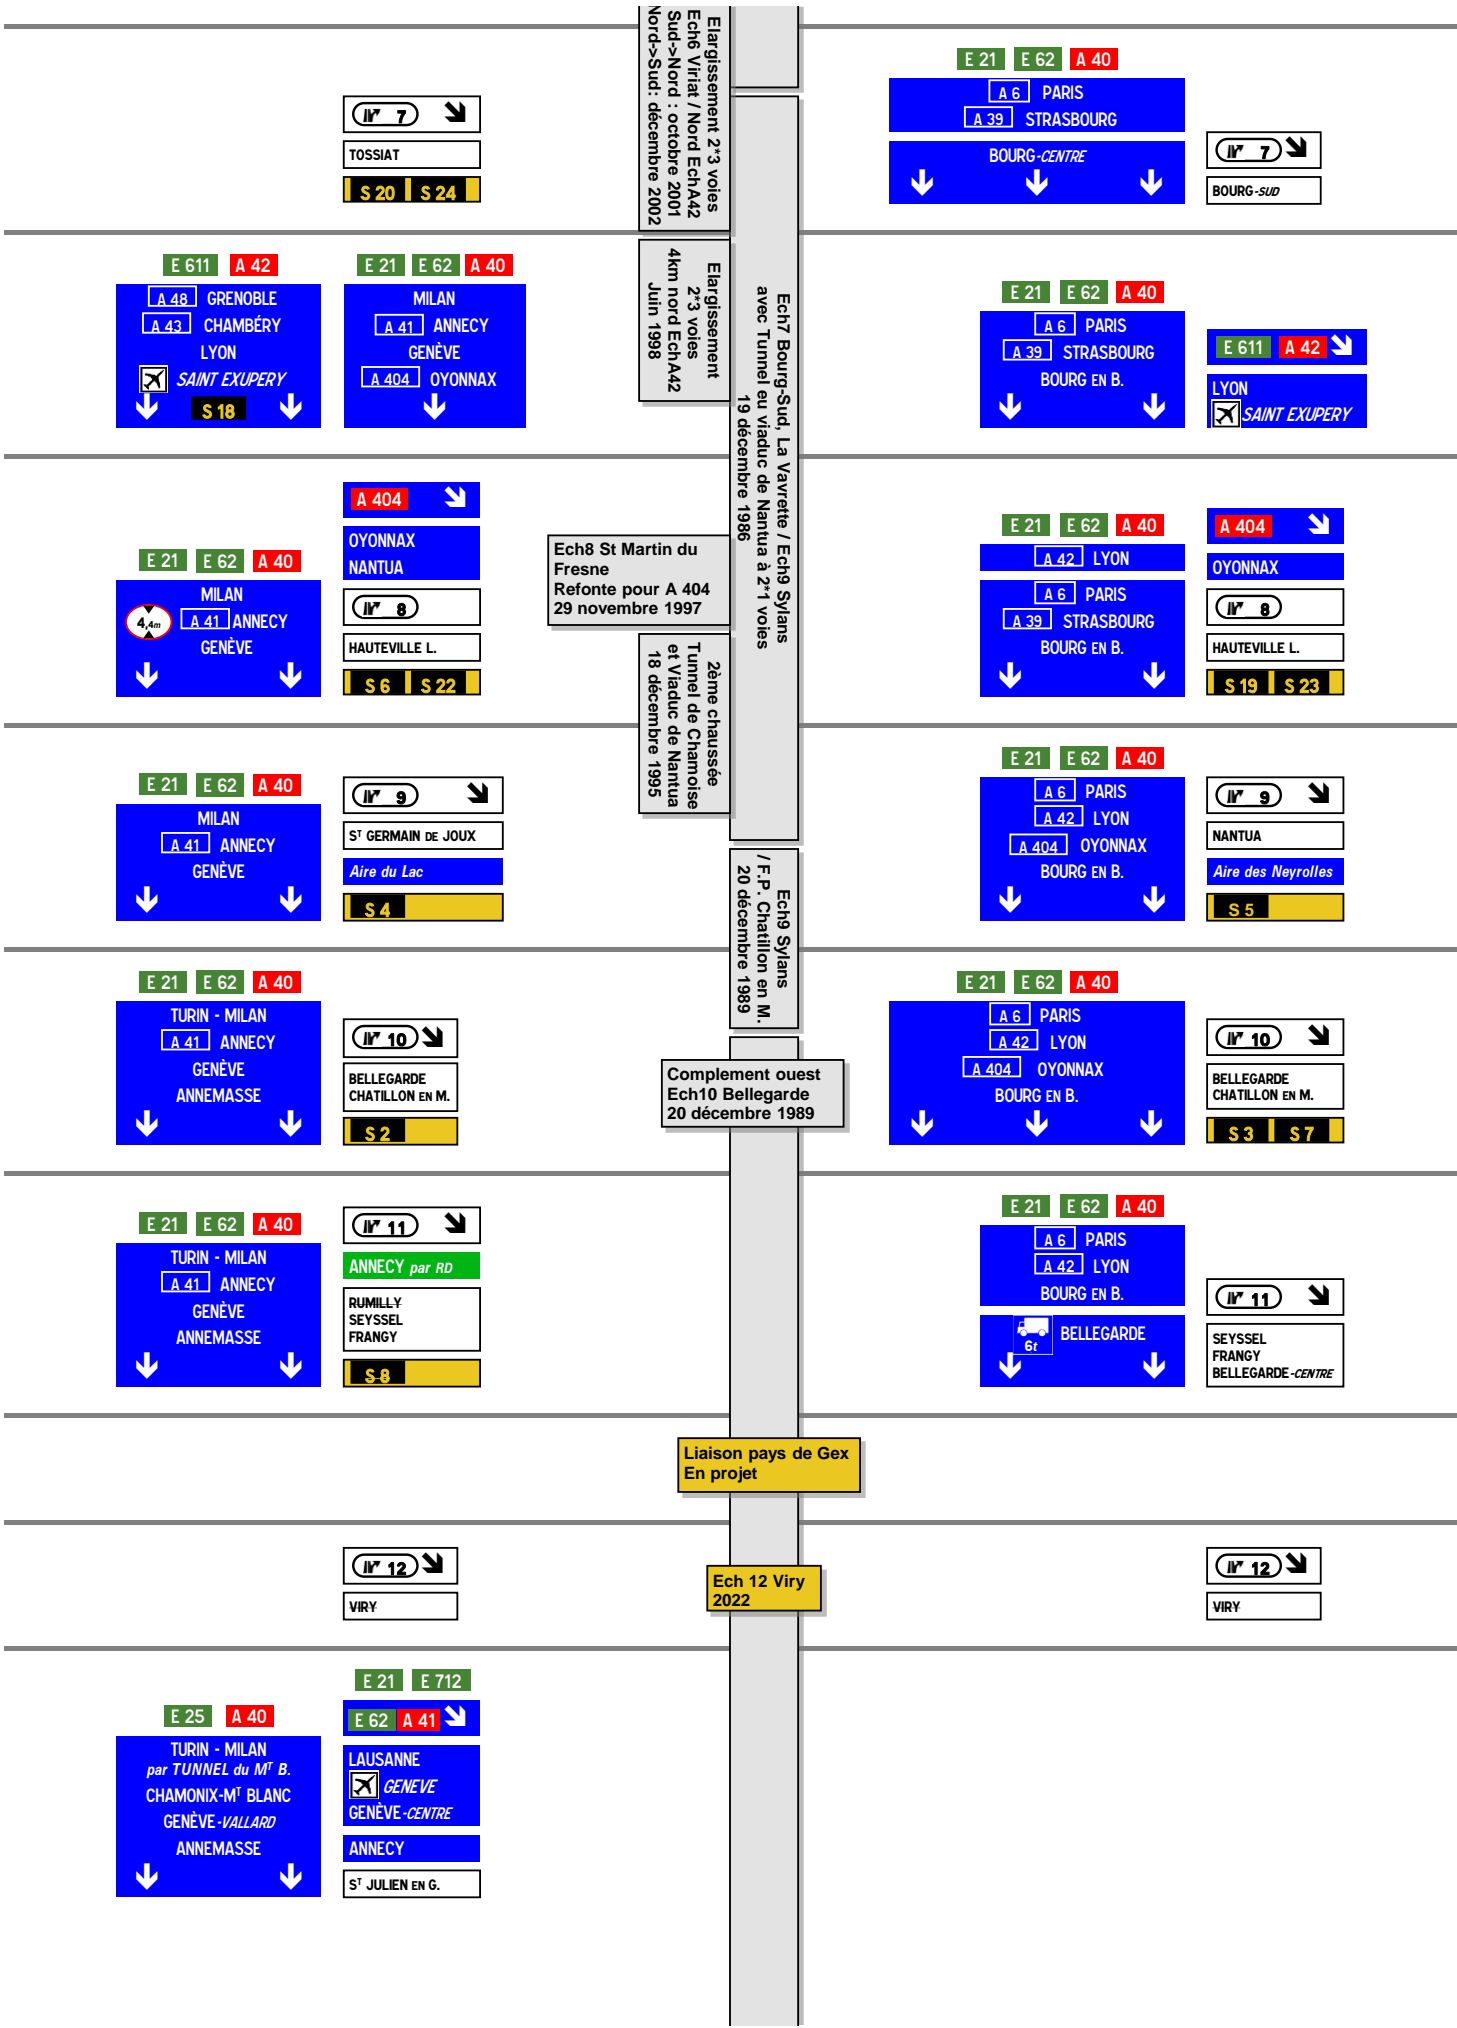 Elargissement 2*3 voies
Ech6 Viriat / Nord EchA42
Sud->Nord : octobre 2001
Nord->Sud: décembre 2002
7
TOSSIAT
S 20 S 24
E 21 E 62 A 40
A 6 PARIS
A 39 STRASBOURG
BOURG-CENTRE
7
BOURG-SUD
E 611 A 42
A 48 GRENOBLE
A 43 CHAMBÉRY
LYON
SAINT EXUPERY
S 18
E 21 E 62 A 40
MILAN
A 41 ANNECY
GENÈVE
A 404 OYONNAX
Elargissement
2*3 voies
4km nord EchA42
Juin 1998
Ech7 Bourg-Sud, La Vavrette / Ech9 Sylans
avec Tunnel eu viaduc de Nantua à 2*1 voies
19 décembre 1986
E 21 E 62 A 40
A 6 PARIS
A 39 STRASBOURG
BOURG EN B.
E 611 A 42
LYON
SAINT EXUPERY
E 21 E 62 A 40
MILAN
4,4m
A 41 ANNECY
GENÈVE
A 404
OYONNAX
NANTUA
8
HAUTEVILLE L.
S 6 S 22
Ech8 St Martin du
Fresne
Refonte pour A 404
29 novembre 1997
E 21 E 62 A 40
A 42 LYON
A 6 PARIS
A 39 STRASBOURG
BOURG EN B.
A 404
OYONNAX
8
HAUTEVILLE L.
S 19 S 23
2ème chaussée
Tunnel de Chamoise
et Viaduc de Nantua
18 décembre 1995
E 21 E 62 A 40
MILAN
A 41 ANNECY
GENÈVE
9
ST GERMAIN DE JOUX
Aire du Lac
S 4
E 21 E 62 A 40
A 6 PARIS
A 42 LYON
A 404 OYONNAX
BOURG EN B.
9
NANTUA
Aire des Neyrolles
S 5
Ech9 Sylans
/ F.P. Chatillon en M.
20 décembre 1989
E 21 E 62 A 40
TURIN - MILAN
A 41 ANNECY
GENÈVE
ANNEMASSE
10
BELLEGARDE
CHATILLON EN M.
S 2
Complement ouest
Ech10 Bellegarde
20 décembre 1989
E 21 E 62 A 40
A 6 PARIS
A 42 LYON
A 404 OYONNAX
BOURG EN B.
10
BELLEGARDE
CHATILLON EN M.
S 3 S 7
E 21 E 62 A 40
TURIN - MILAN
A 41 ANNECY
GENÈVE
ANNEMASSE
11
ANNECY par RD
RUMILLY
SEYSSEL
FRANGY
S 8
E 21 E 62 A 40
A 6 PARIS
A 42 LYON
BOURG EN B.
6t BELLEGARDE
11
SEYSSEL
FRANGY
BELLEGARDE-CENTRE
Liaison pays de Gex
En projet
12
VIRY
Ech 12 Viry
2022
12
VIRY
E 25 A 40
TURIN - MILAN
par TUNNEL du MT B.
CHAMONIX-MT BLANC
GENÈVE-VALLARD
ANNEMASSE
E 21 E 712
E 62 A 41
LAUSANNE
GENEVE
GENÈVE-CENTRE
ANNECY
ST JULIEN EN G.